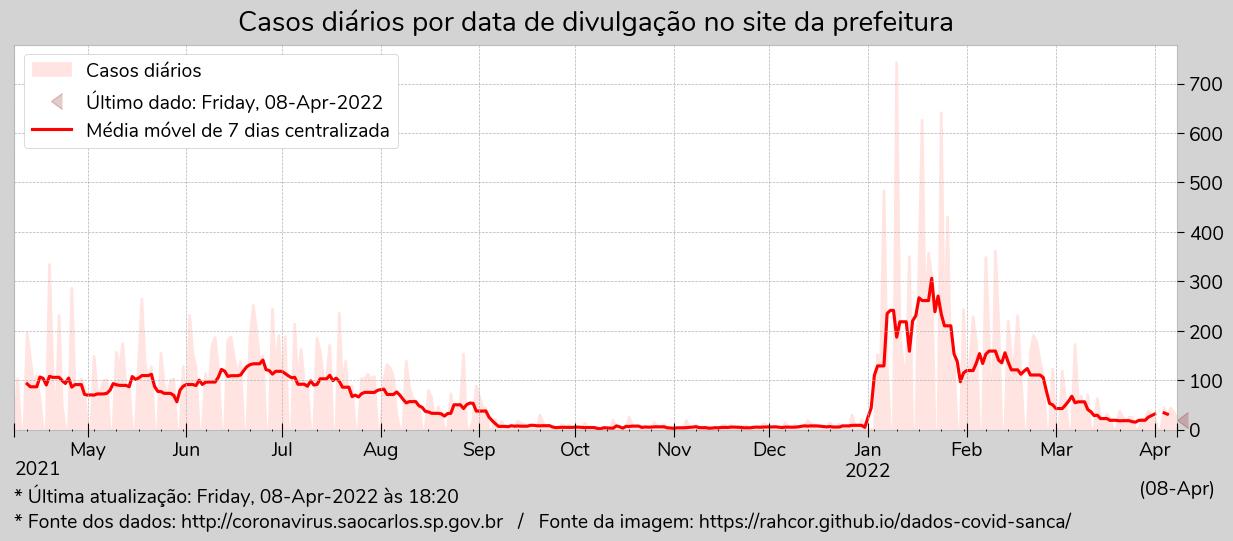 Casos diários por data de divulgação no site da prefeitura
Casos diários
Último dado: Friday, 08-Apr-2022
Média móvel de 7 dias centralizada
700
600
500
400
300
200
100
0
May Jun Jul Aug Sep Oct Nov Dec Jan Feb Mar Apr
2021 2022
(08-Apr)
* Última atualização: Friday, 08-Apr-2022 às 18:20
* Fonte dos dados: http://coronavirus.saocarlos.sp.gov.br / Fonte da imagem: https://rahcor.github.io/dados-covid-sanca/